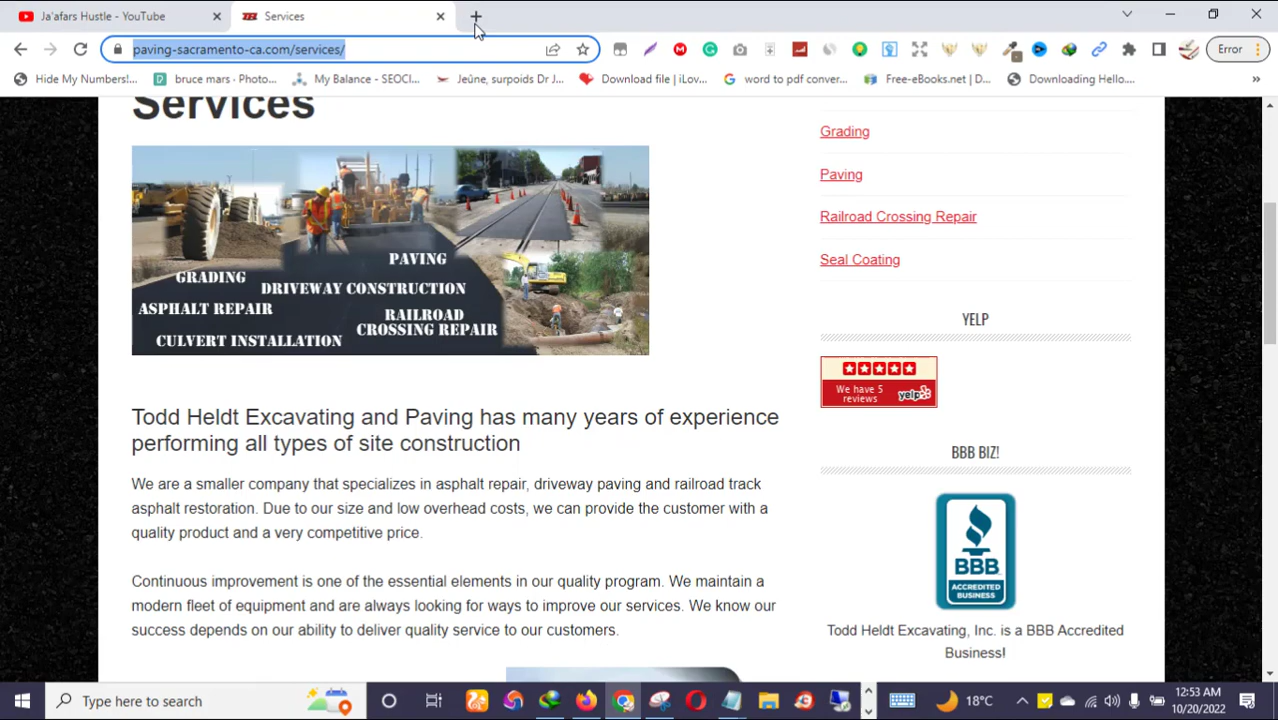 Ja'afars Hustle - YouTube
Services
paving-sacramento-ca.com/services/
Error
Hide My Numbers!...
bruce mars · Photo...
My Balance - SEOCl...
Jeûne, surpoids Dr J...
Download file | iLov...
word to pdf conver...
Free-eBooks.net | D...
Downloading Hello....
Services
GRADING
PAVING
DRIVEWAY CONSTRUCTION
ASPHALT REPAIR
RAILROAD
CROSSING REPAIR
CULVERT INSTALLATION
Todd Heldt Excavating and Paving has many years of experience
performing all types of site construction
We are a smaller company that specializes in asphalt repair, driveway paving and railroad track
asphalt restoration. Due to our size and low overhead costs, we can provide the customer with a
quality product and a very competitive price.
Continuous improvement is one of the essential elements in our quality program. We maintain a
modern fleet of equipment and are always looking for ways to improve our services. We know our
success depends on our ability to deliver quality service to our customers.
Grading
Paving
Railroad Crossing Repair
Seal Coating
YELP
We have 5
reviews
yelp
BBB BIZ!
BBB
ACCREDITED
BUSINESS
Todd Heldt Excavating, Inc. is a BBB Accredited
Business!
Type here to search
18°C
12:53 AM
10/20/2022